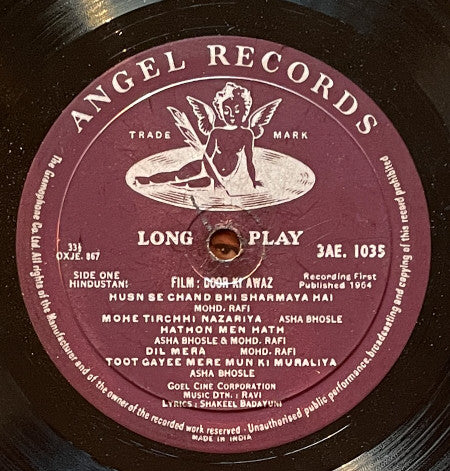 ANGEL RECORDS
TRADE MARK
LONG PLAY
33⅓
OXJE. 867
3AE. 1035
SIDE ONE
HINDUSTANI
Recording First
Published 1964
FILM : DOOR KI AWAZ
HUSN SE CHAND BHI SHARMAYA HAI
MOHD. RAFI
MOHE TIRCHHI NAZARIYA ASHA BHOSLE
HATHON MEN HATH
ASHA BHOSLE & MOHD. RAFI
DIL MERA MOHD. RAFI
TOOT GAYEE MERE MUN KI MURALIYA
ASHA BHOSLE
GOEL CINE CORPORATION
MUSIC DTN. : RAVI
LYRICS : SHAKEEL BADAYUNI
The Gramophone Co. Ltd. All rights of the Manufacturer and of the owner of the recorded work reserved · Unauthorised public performance, broadcasting and copying of this record prohibited
MADE IN INDIA